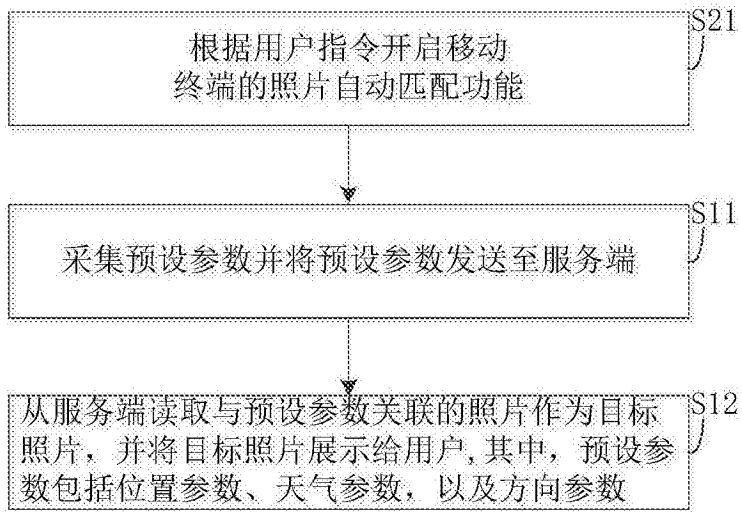 S21
根据用户指令开启移动
终端的照片自动匹配功能
S11
采集预设参数并将预设参数发送至服务端
S12
从服务端读取与预设参数关联的照片作为目标
照片，并将目标照片展示给用户,其中，预设参
数包括位置参数、天气参数，以及方向参数